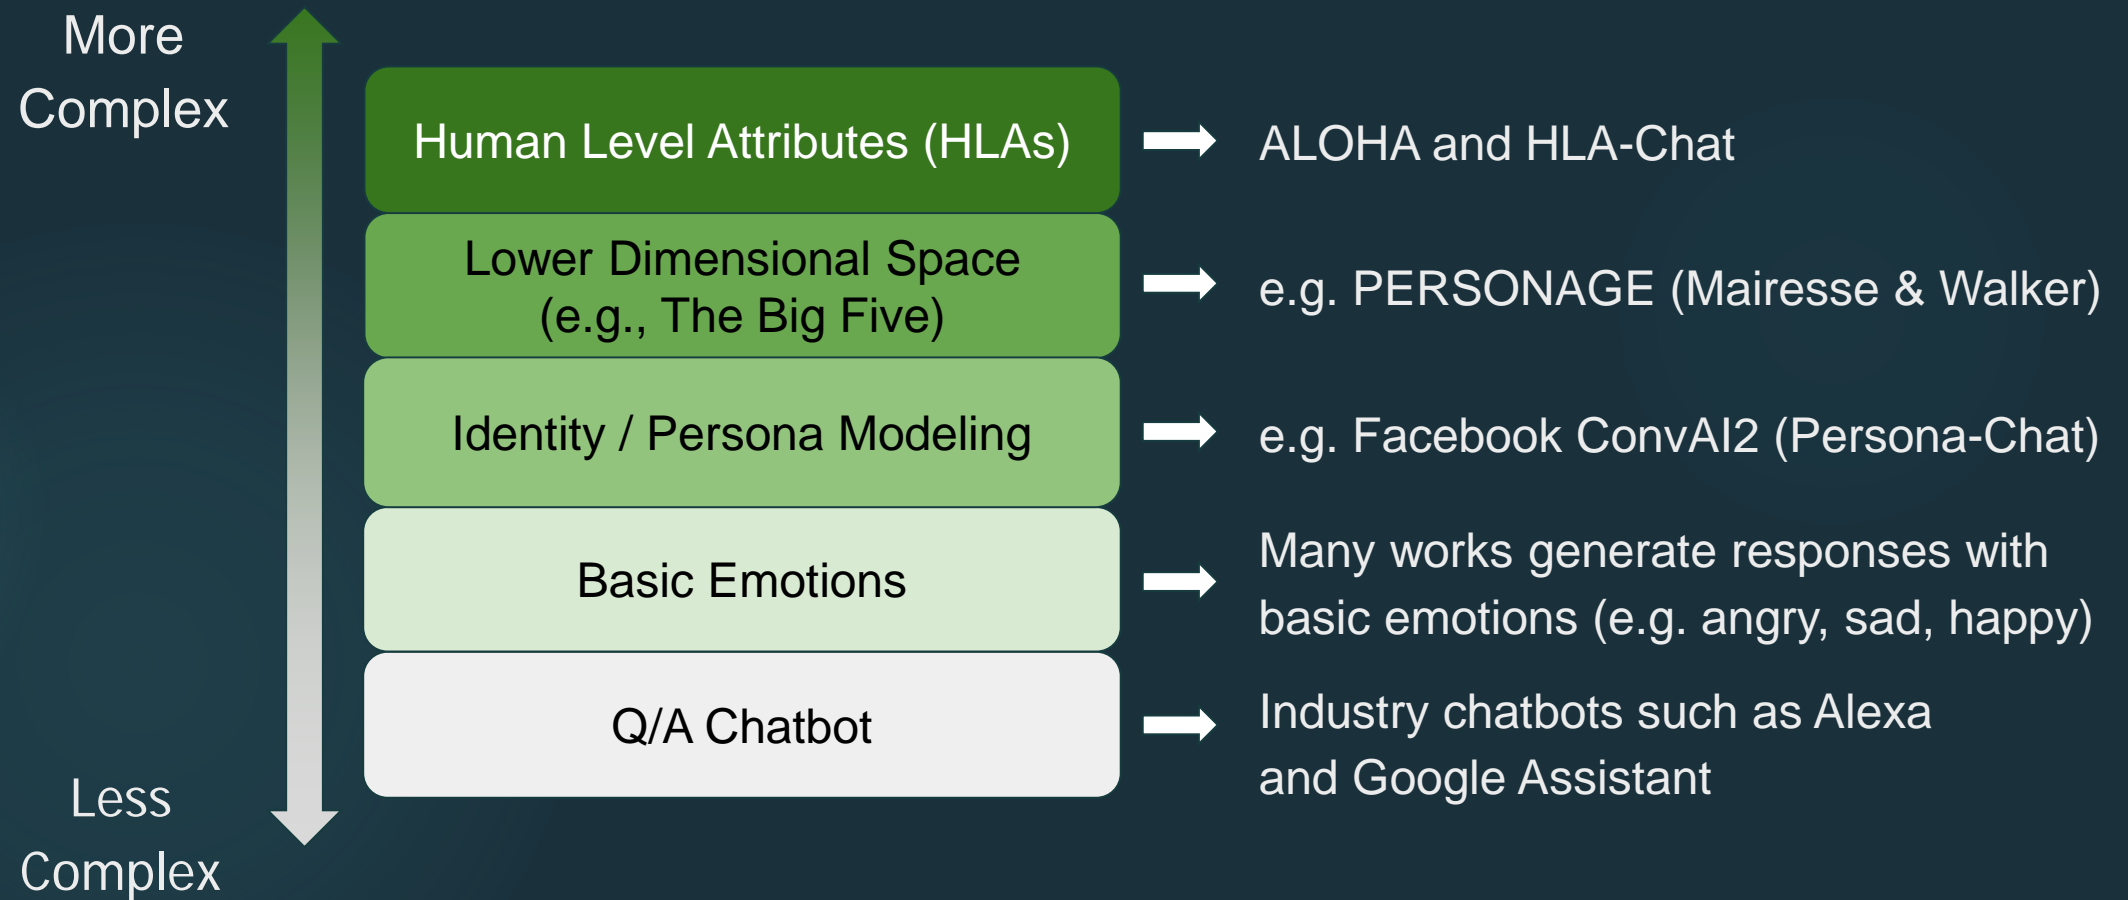 More
Complex
Human Level Attributes (HLAs)
ALOHA and HLA-Chat
Lower Dimensional Space
(e.g., The Big Five)
e.g. PERSONAGE (Mairesse & Walker)
Identity / Persona Modeling
e.g. Facebook ConvAI2 (Persona-Chat)
Basic Emotions
Many works generate responses with
basic emotions (e.g. angry, sad, happy)
Q/A Chatbot
Industry chatbots such as Alexa
and Google Assistant
Less
Complex